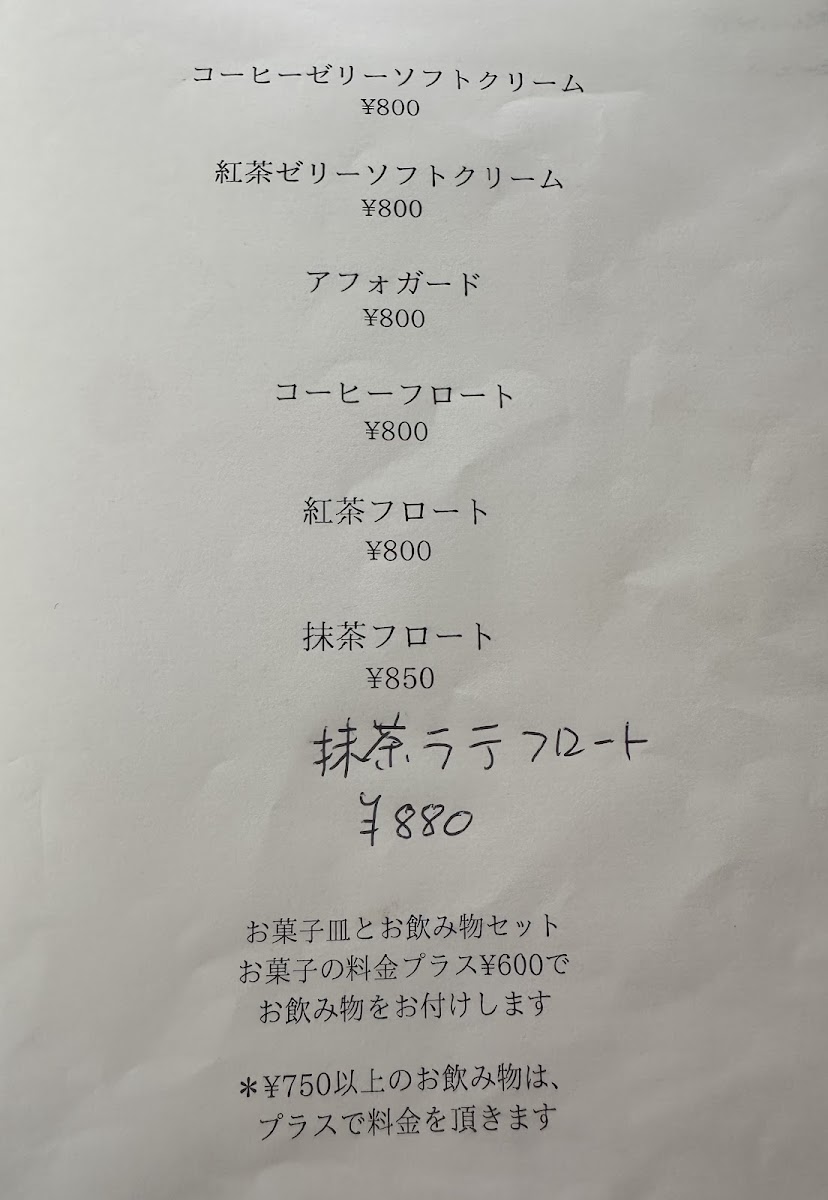 コーヒーゼリーソフトクリーム
¥800
紅茶ゼリーソフトクリーム
¥800
アフォガード
¥800
コーヒーフロート
¥800
紅茶フロート
¥800
抹茶フロート
¥850
抹茶ラテフロート
¥880
お菓子皿とお飲み物セット
お菓子の料金プラス¥600で
お飲み物をお付けします
＊¥750以上のお飲み物は、
プラスで料金を頂きます